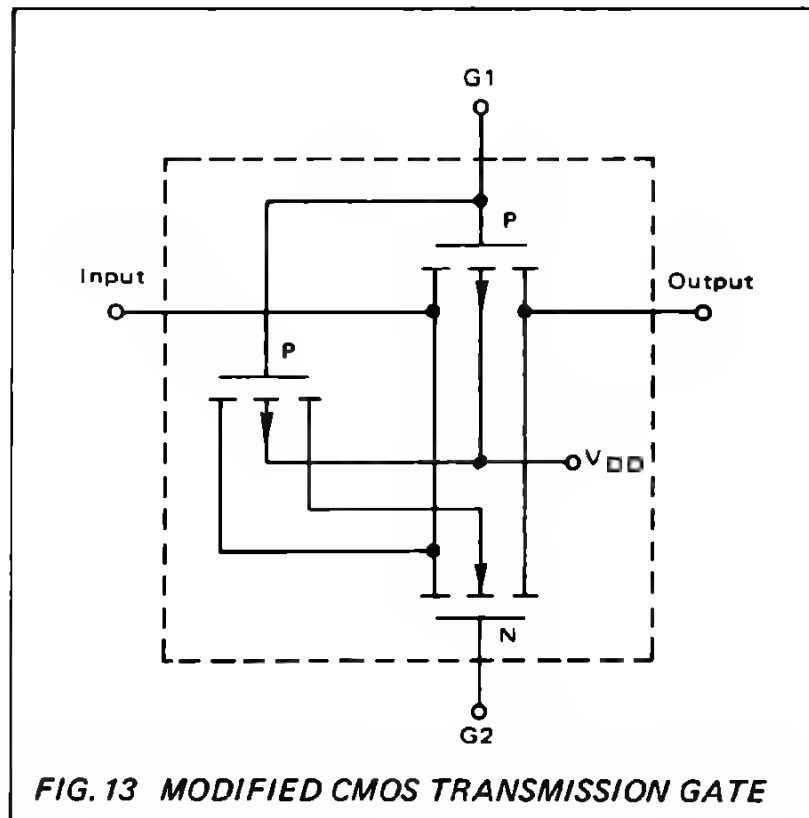 G1
P
Input
Output
P
VDD
N
G2
FIG. 13 MODIFIED CMOS TRANSMISSION GATE